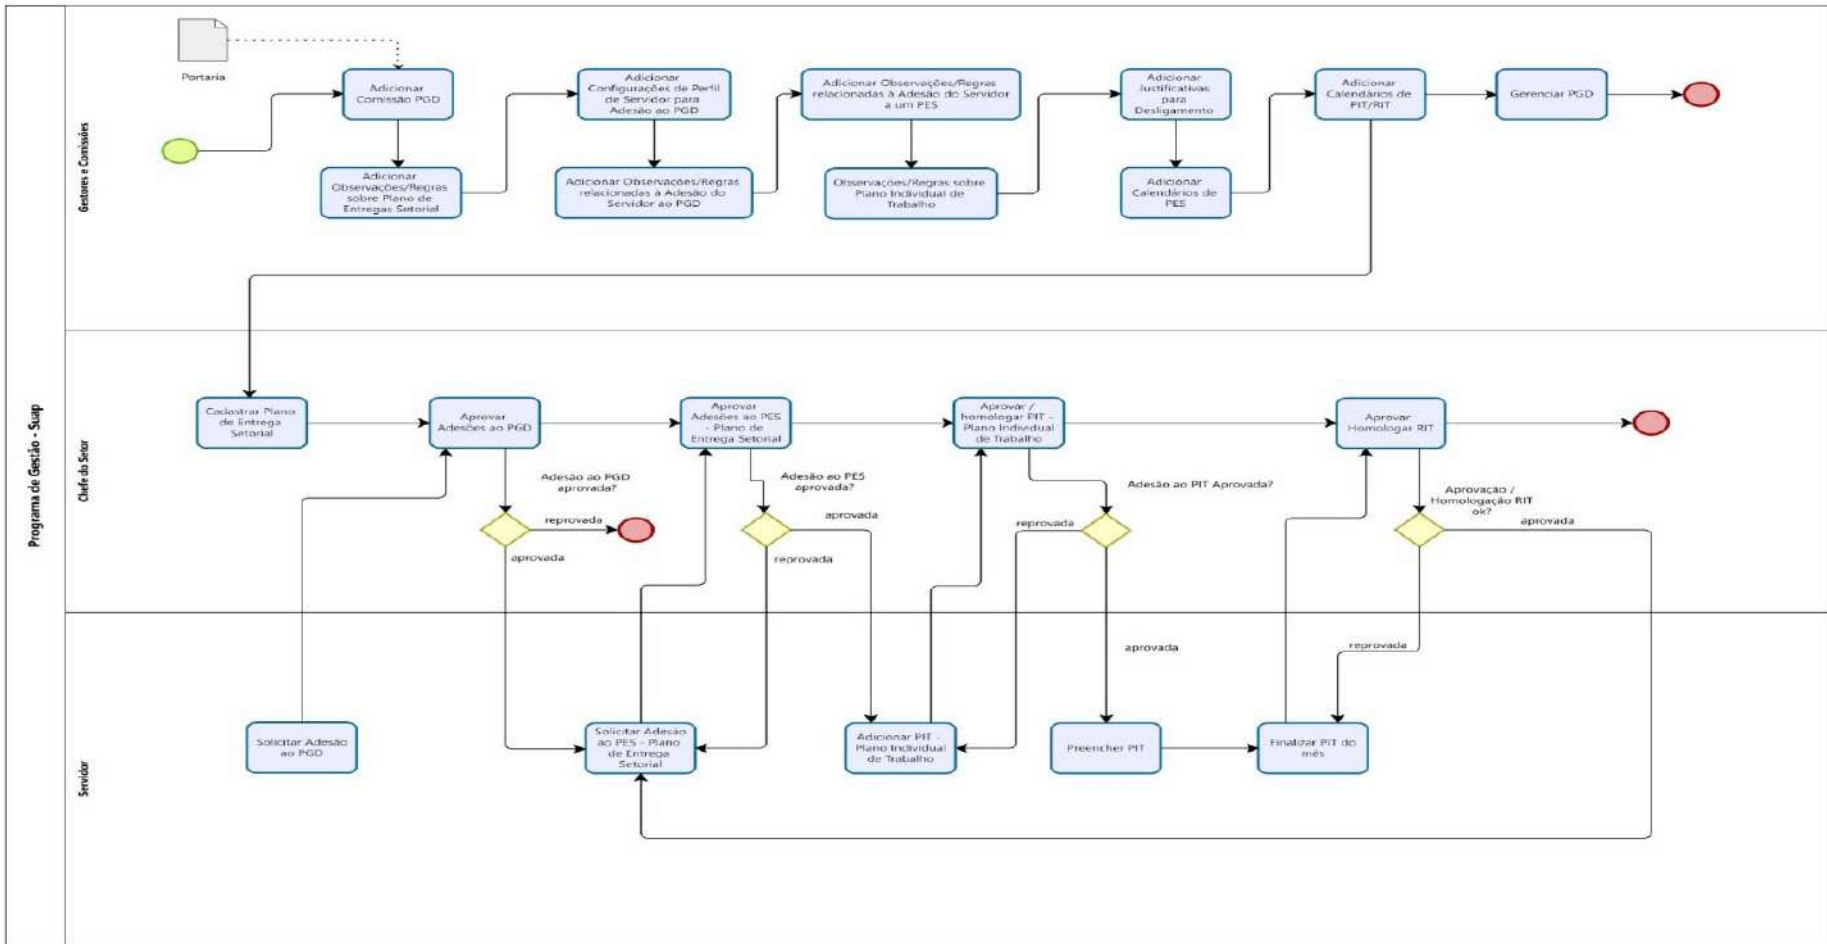 Programa de Gestão - Suap
Gestores e Comissões
Portaria
Adicionar
Comissão PGD
Adicionar
Configurações de Perfil
de Servidor para
Adesão ao PGD
Adicionar Observações/Regras
relacionadas à Adesão do Servidor
a um PES
Adicionar
Justificativas
para
Desligamento
Adicionar
Calendários de
PIT/RIT
Gerenciar PGD
Adicionar
Observações/Regras
sobre Plano de
Entregas Setorial
Adicionar Observações/Regras
relacionadas à Adesão do
Servidor ao PGD
Observações/Regras sobre
Plano Individual de
Trabalho
Adicionar
Calendários de
PES
Chefe do Setor
Cadastrar Plano
de Entrega
Setorial
Aprovar
Adesões ao PGD
Aprovar
Adesões ao PES
- Plano de
Entrega Setorial
Aprovar /
homologar PIT -
Plano Individual
de Trabalho
Aprovar
Homologar RIT
Adesão ao PGD
aprovada?
reprovada
aprovada
Adesão ao PES
aprovada?
aprovada
reprovada
Adesão ao PIT Aprovada?
reprovada
aprovada
Aprovação /
Homologação RIT
ok?
aprovada
reprovada
Servidor
Solicitar Adesão
ao PGD
Solicitar Adesão
ao PES - Plano
de Entrega
Setorial
Adicionar PIT -
Plano Individual
de Trabalho
Preencher PIT
Finalizar PIT do
mês